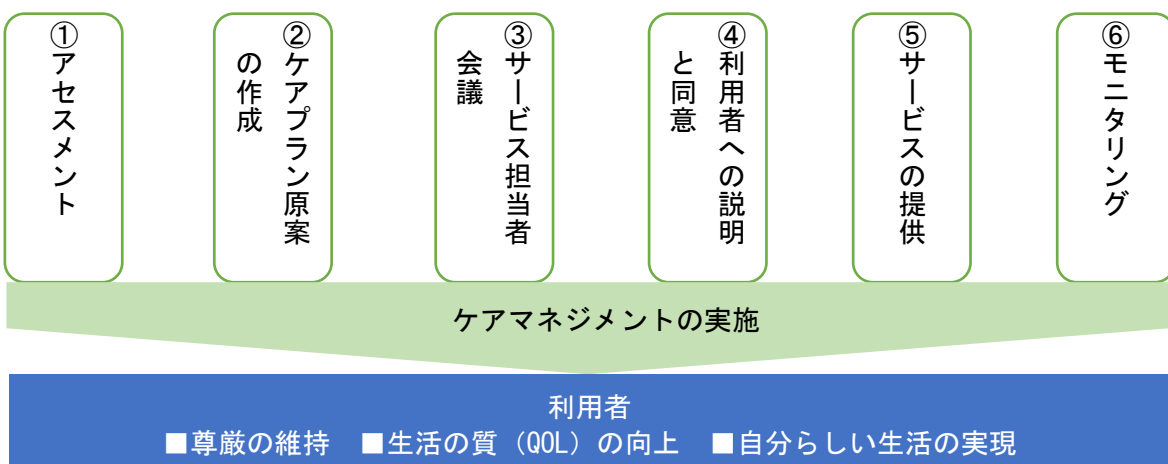 ①アセスメント
②ケアプラン原案
の作成
③サービス担当者
会議
④利用者への説明
と同意
⑤サービスの提供
⑥モニタリング
ケアマネジメントの実施
利用者
■尊厳の維持　■生活の質（QOL）の向上　■自分らしい生活の実現